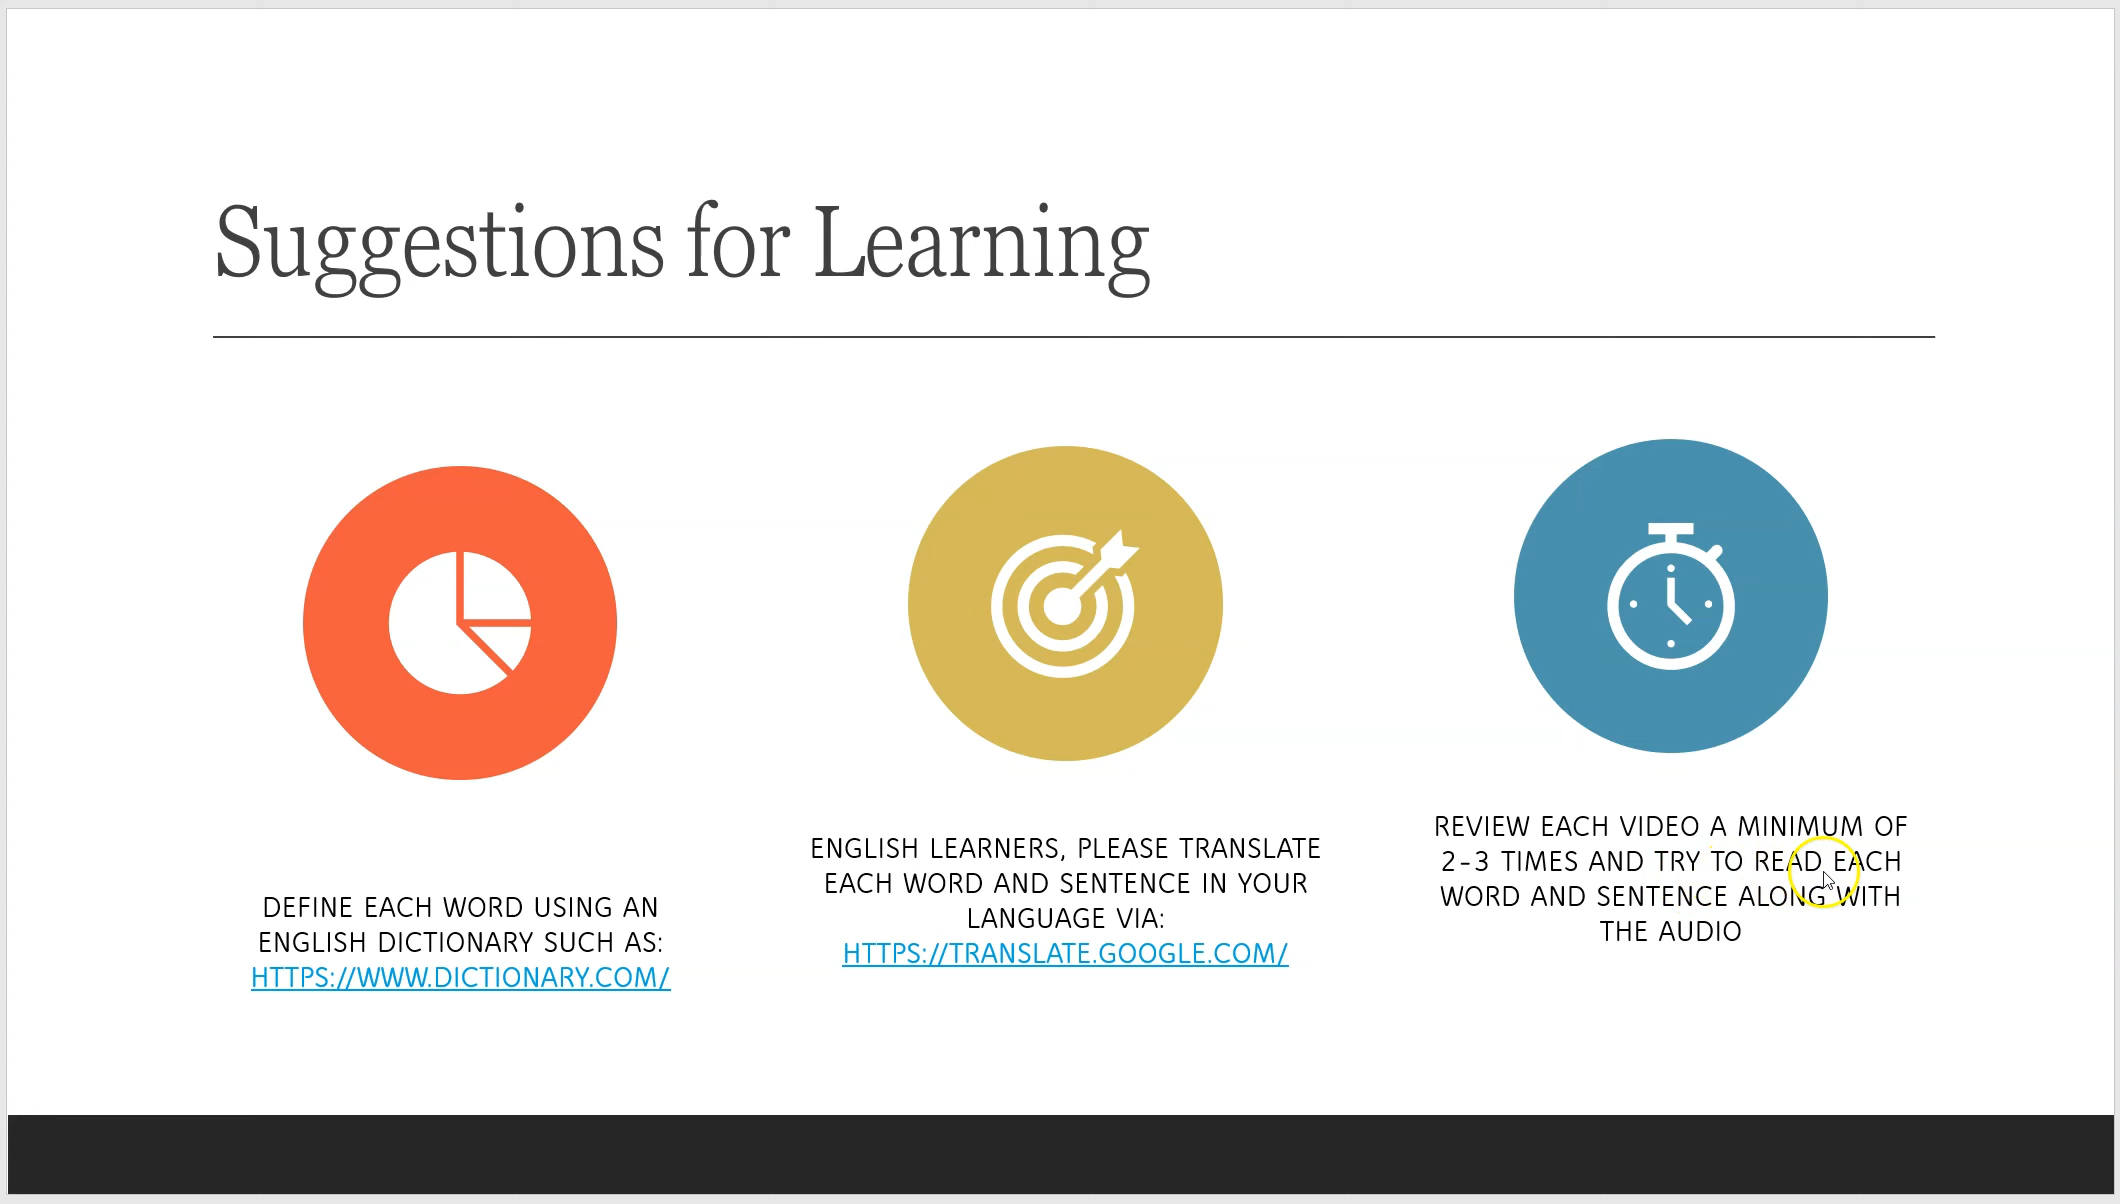 Suggestions for Learning
DEFINE EACH WORD USING AN
ENGLISH DICTIONARY SUCH AS:
HTTPS://WWW.DICTIONARY.COM/
ENGLISH LEARNERS, PLEASE TRANSLATE
EACH WORD AND SENTENCE IN YOUR
LANGUAGE VIA:
HTTPS://TRANSLATE.GOOGLE.COM/
REVIEW EACH VIDEO A MINIMUM OF
2-3 TIMES AND TRY TO READ EACH
WORD AND SENTENCE ALONG WITH
THE AUDIO